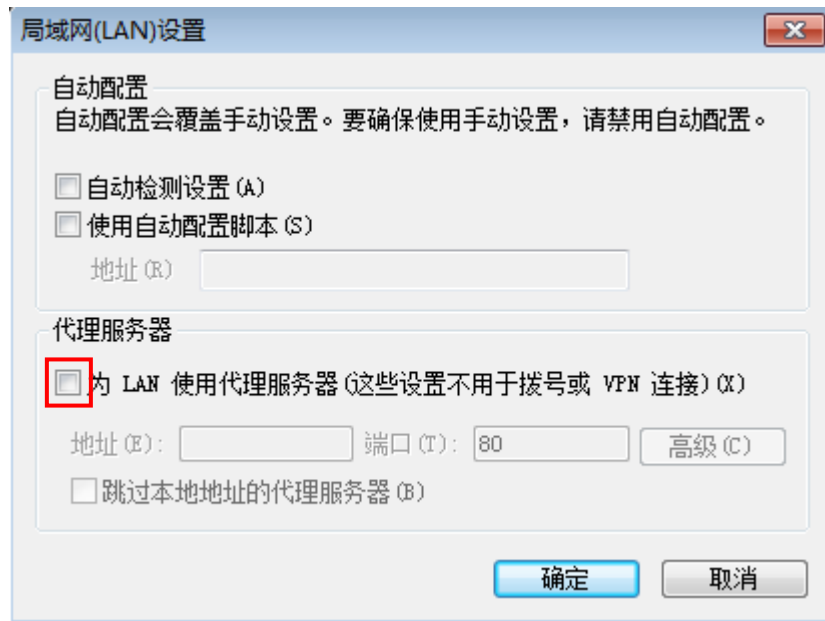 局域网(LAN)设置
自动配置
自动配置会覆盖手动设置。要确保使用手动设置，请禁用自动配置。
自动检测设置(A)
使用自动配置脚本(S)
地址(R)
代理服务器
为 LAN 使用代理服务器(这些设置不用于拨号或 VPN 连接)(X)
地址(E): 端口(T): 80 高级(C)
跳过本地地址的代理服务器(B)
确定 取消